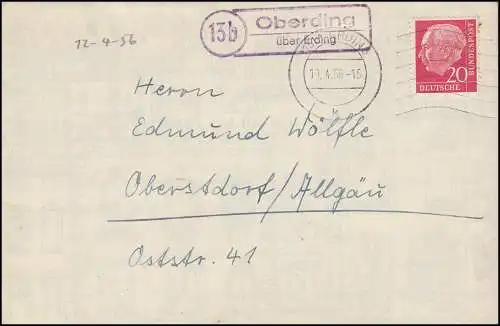 12-4-56
13b
Oberding
über Erding
11.4.56-15
20
DEUTSCHE
BUNDESPOST
Herrn
Edmund Wölfle
Oberstdorf/Allgäu
Oststr. 41